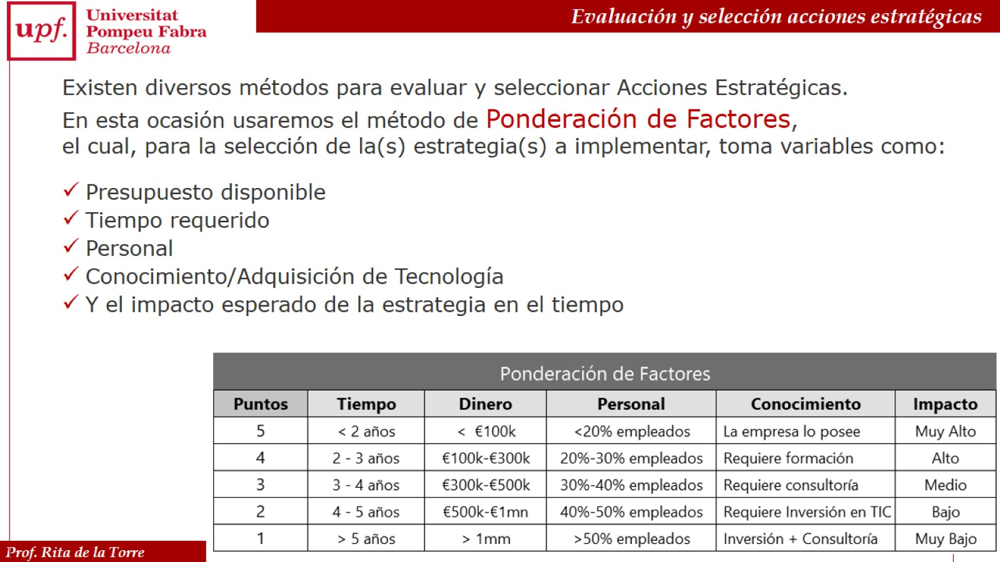 upf.
Universitat
Pompeu Fabra
Barcelona
Evaluación y selección acciones estratégicas
Existen diversos métodos para evaluar y seleccionar Acciones Estratégicas.
En esta ocasión usaremos el método de Ponderación de Factores,
el cual, para la selección de la(s) estrategia(s) a implementar, toma variables como:
✓ Presupuesto disponible
✓ Tiempo requerido
✓ Personal
✓ Conocimiento/Adquisición de Tecnología
✓ Y el impacto esperado de la estrategia en el tiempo
Ponderación de Factores
Puntos Tiempo Dinero Personal Conocimiento Impacto
5 < 2 años < €100k <20% empleados La empresa lo posee Muy Alto
4 2 - 3 años €100k-€300k 20%-30% empleados Requiere formación Alto
3 3 - 4 años €300k-€500k 30%-40% empleados Requiere consultoría Medio
2 4 - 5 años €500k-€1mn 40%-50% empleados Requiere Inversión en TIC Bajo
1 > 5 años > 1mm >50% empleados Inversión + Consultoría Muy Bajo
Prof. Rita de la Torre